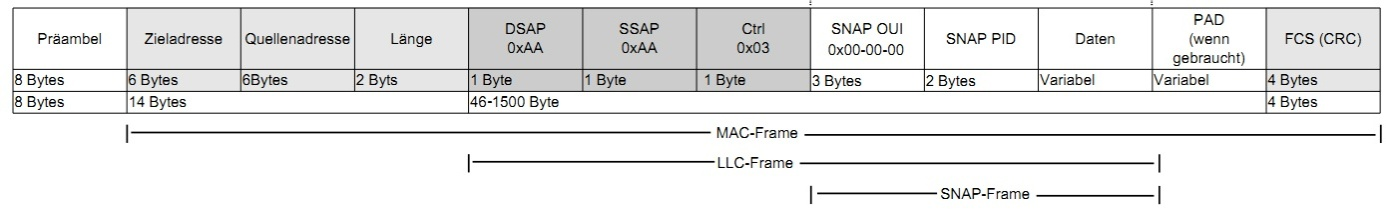 Präambel
Zieladresse
Quellenadresse
Länge
DSAP
0xAA
SSAP
0xAA
Ctrl
0x03
SNAP OUI
0x00-00-00
SNAP PID
Daten
PAD
(wenn
gebraucht)
FCS (CRC)
8 Bytes
6 Bytes
6Bytes
2 Byts
1 Byte
1 Byte
1 Byte
3 Bytes
2 Bytes
Variabel
Variabel
4 Bytes
8 Bytes
14 Bytes
46-1500 Byte
4 Bytes
MAC-Frame
LLC-Frame
SNAP-Frame